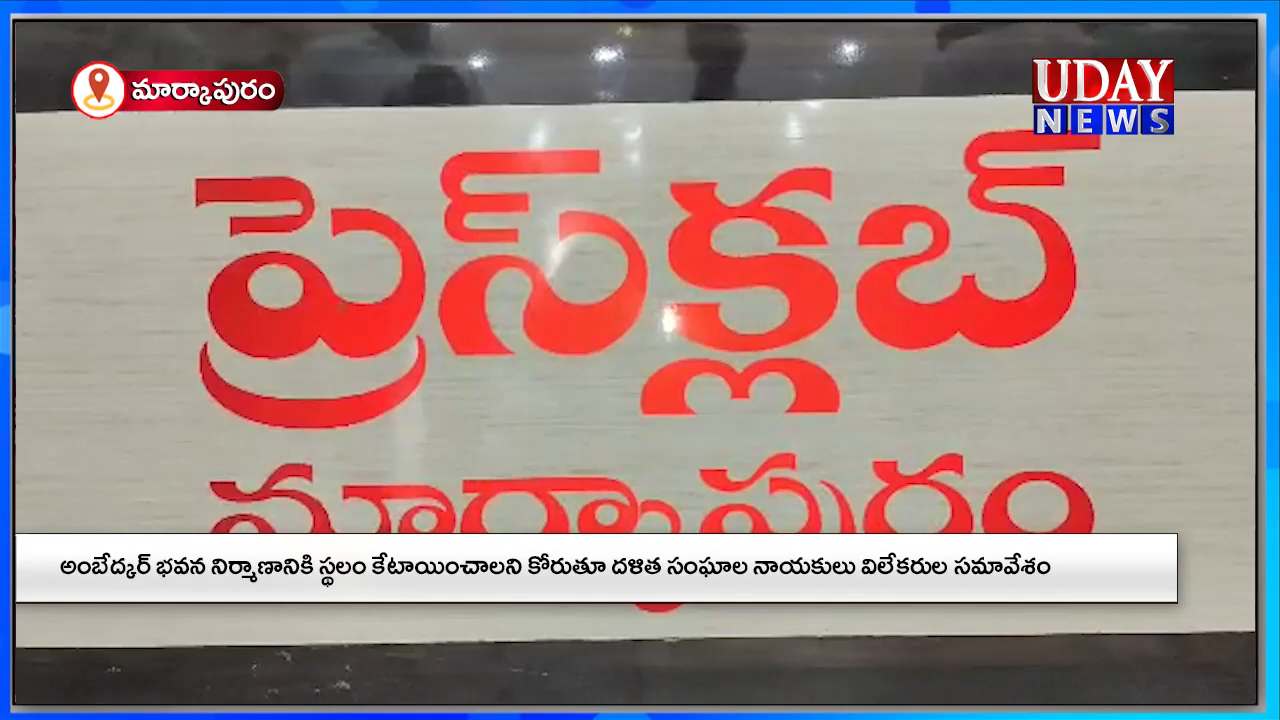 మార్కాపురం
UDAY
NEWS
ప్రెస్‌క్లబ్
మార్కాపురం
అంబేద్కర్ భవన నిర్మాణానికి స్థలం కేటాయించాలని కోరుతూ దళిత సంఘాల నాయకులు విలేకరుల సమావేశం